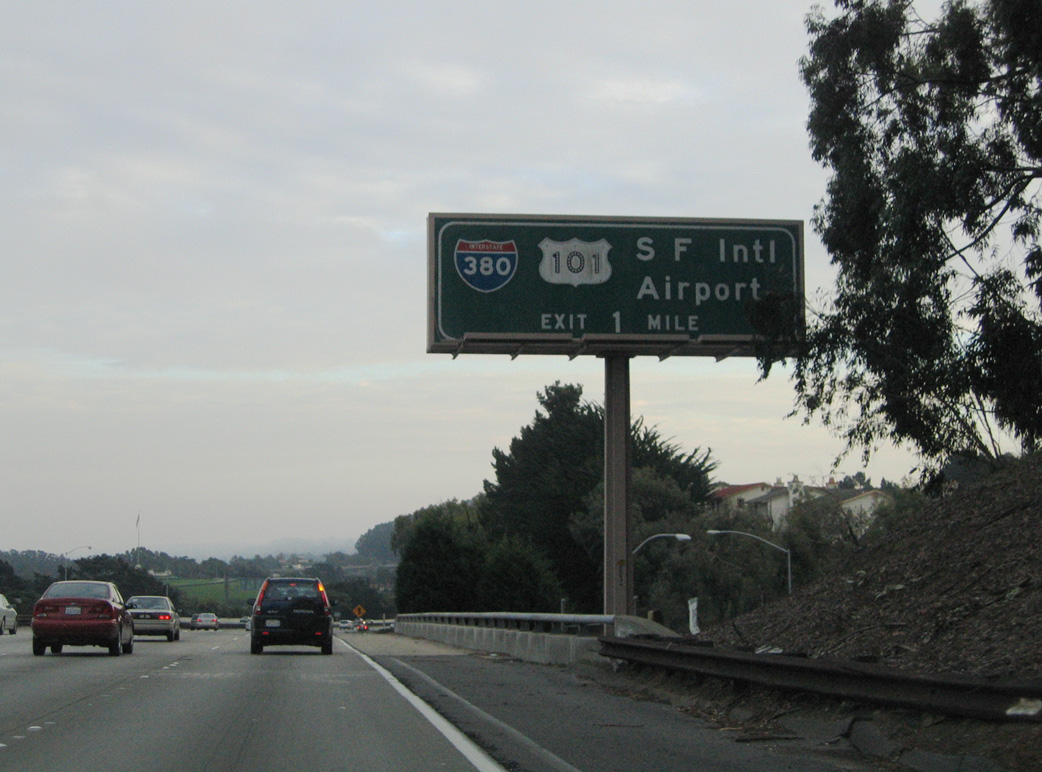 INTERSTATE
380
101
S F Intl
Airport
EXIT 1 MILE